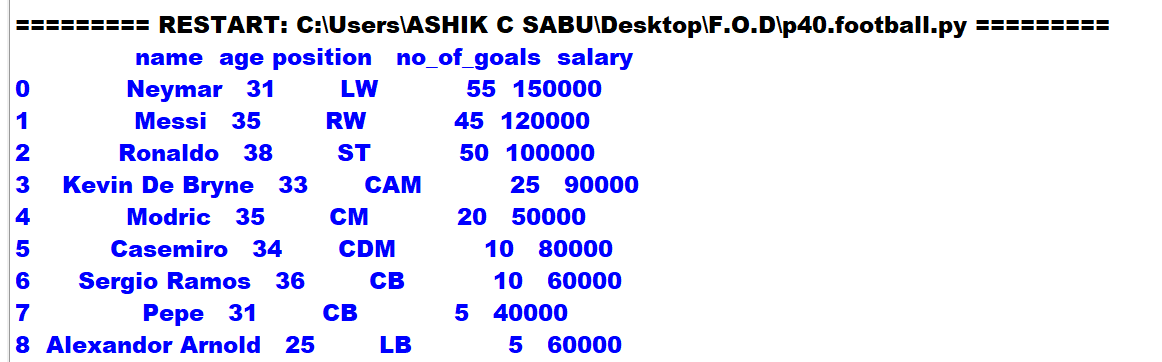 ========= RESTART: C:\Users\ASHIK C SABU\Desktop\F.O.D\p40.football.py =========
name age position no_of_goals salary
0 Neymar 31 LW 55 150000
1 Messi 35 RW 45 120000
2 Ronaldo 38 ST 50 100000
3 Kevin De Bryne 33 CAM 25 90000
4 Modric 35 CM 20 50000
5 Casemiro 34 CDM 10 80000
6 Sergio Ramos 36 CB 10 60000
7 Pepe 31 CB 5 40000
8 Alexandor Arnold 25 LB 5 60000